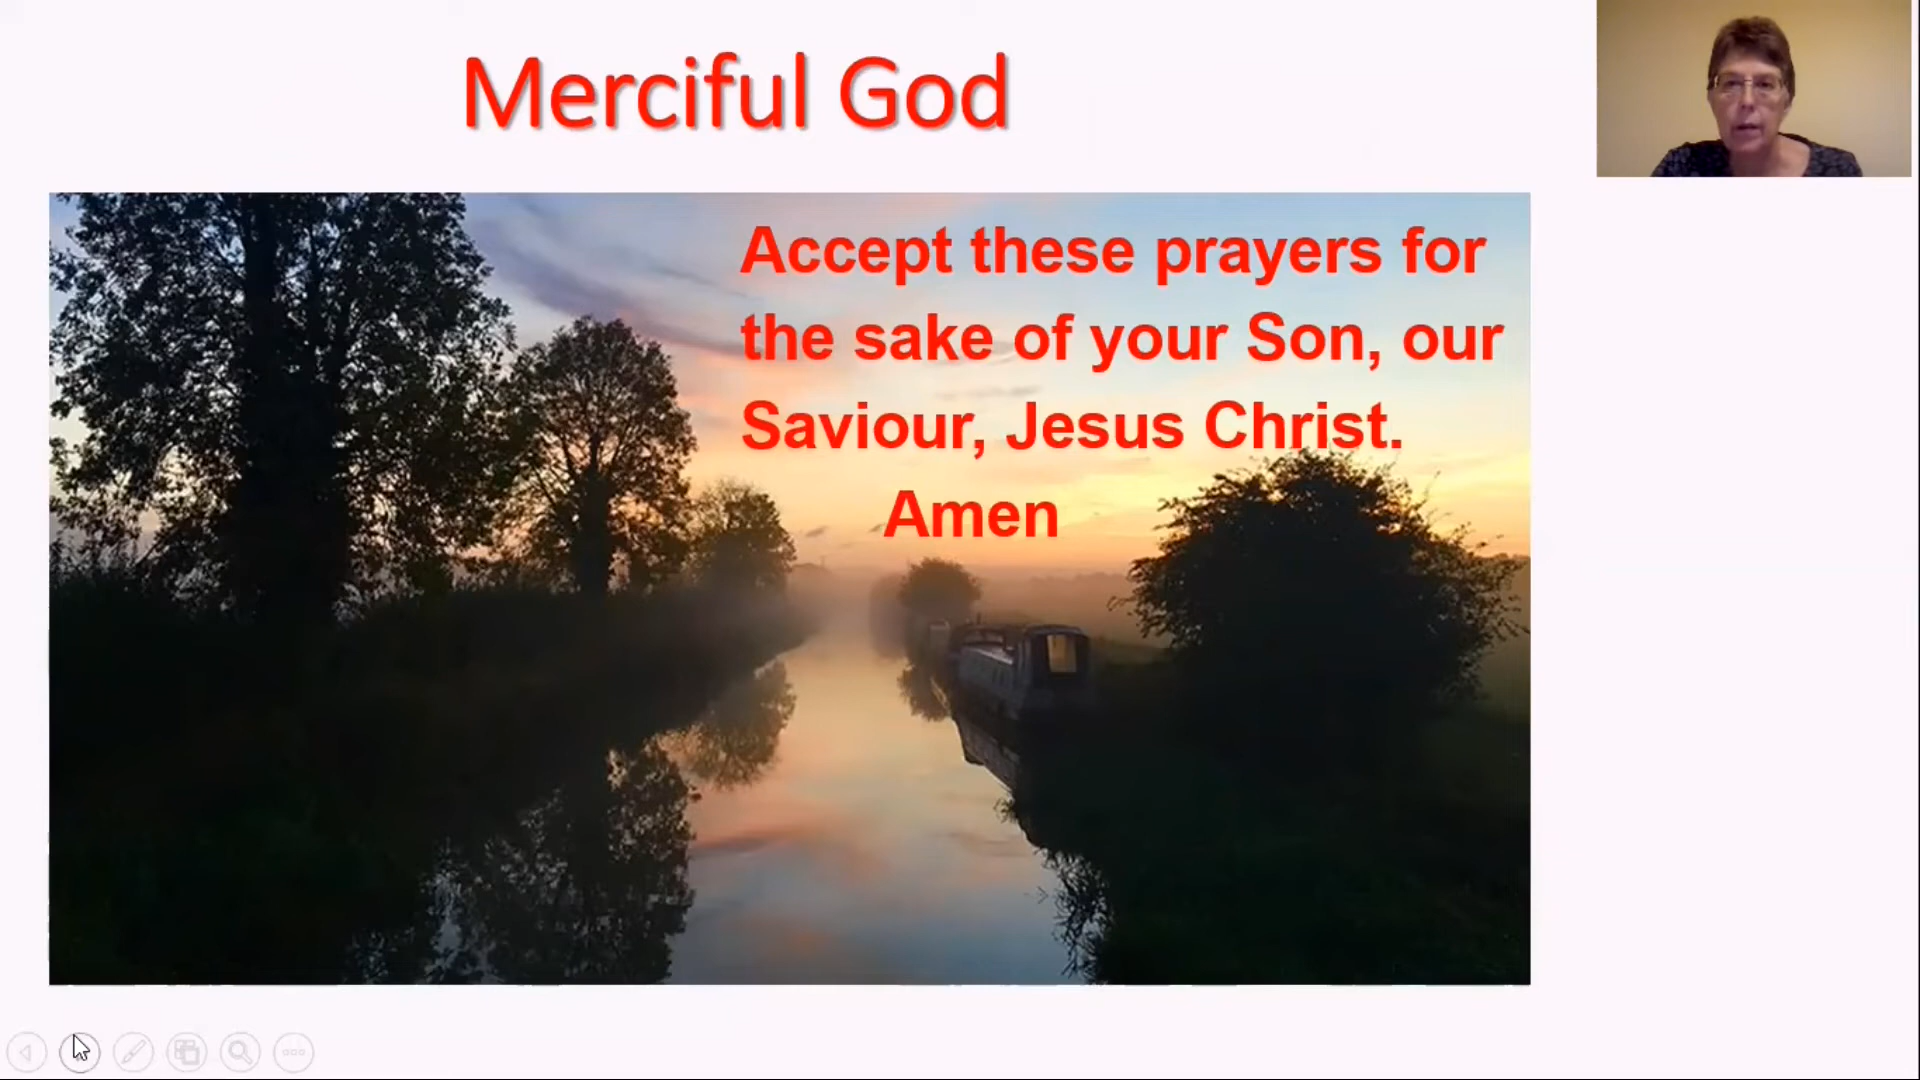 Merciful God
Accept these prayers for
the sake of your Son, our
Saviour, Jesus Christ.
Amen